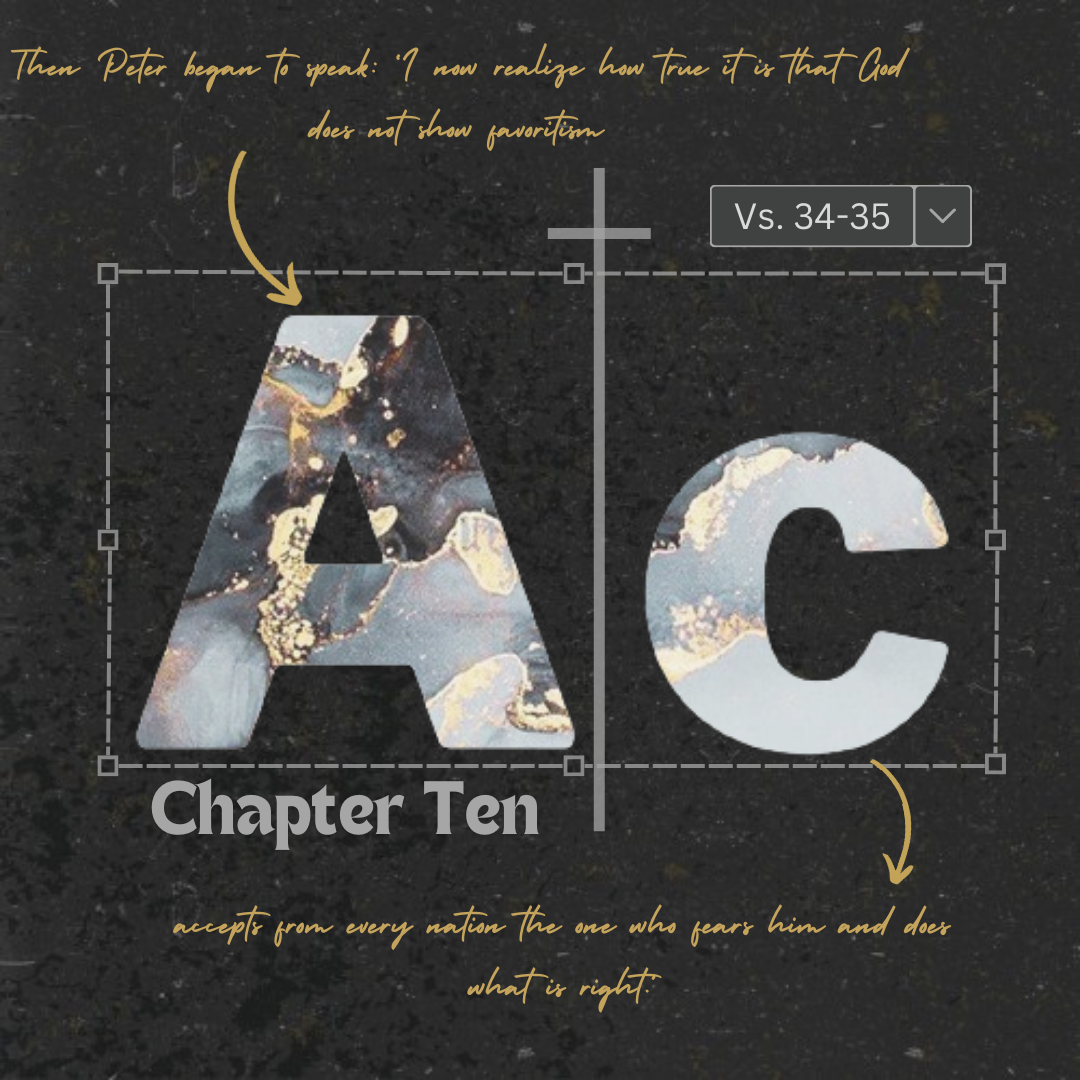 Then Peter began to speak: 'I now realize how true it is that God
does not show favoritism
Vs. 34-35
Ac
Chapter Ten
accepts from every nation the one who fears him and does
what is right.'